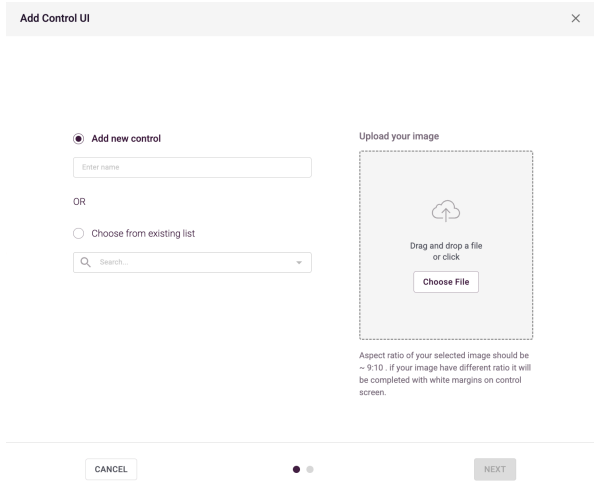 Add Control UI
Add new control
Enter name
OR
Choose from existing list
Search...
Upload your image
Drag and drop a file
or click
Choose File
Aspect ratio of your selected image should be
~ 9:10 . if your image have different ratio it will
be completed with white margins on control
screen.
CANCEL
NEXT